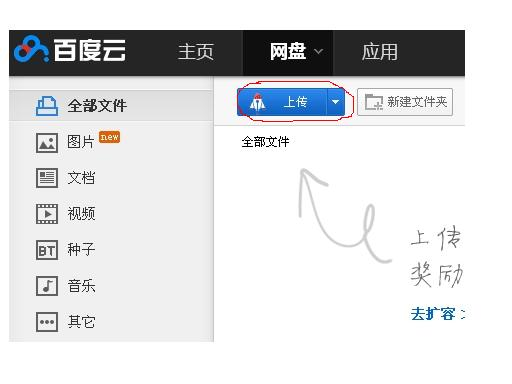 百度云 主页 网盘 应用
全部文件
图片 new
文档
视频
BT 种子
音乐
其它
上传 新建文件夹
全部文件
上传
奖励
去扩容